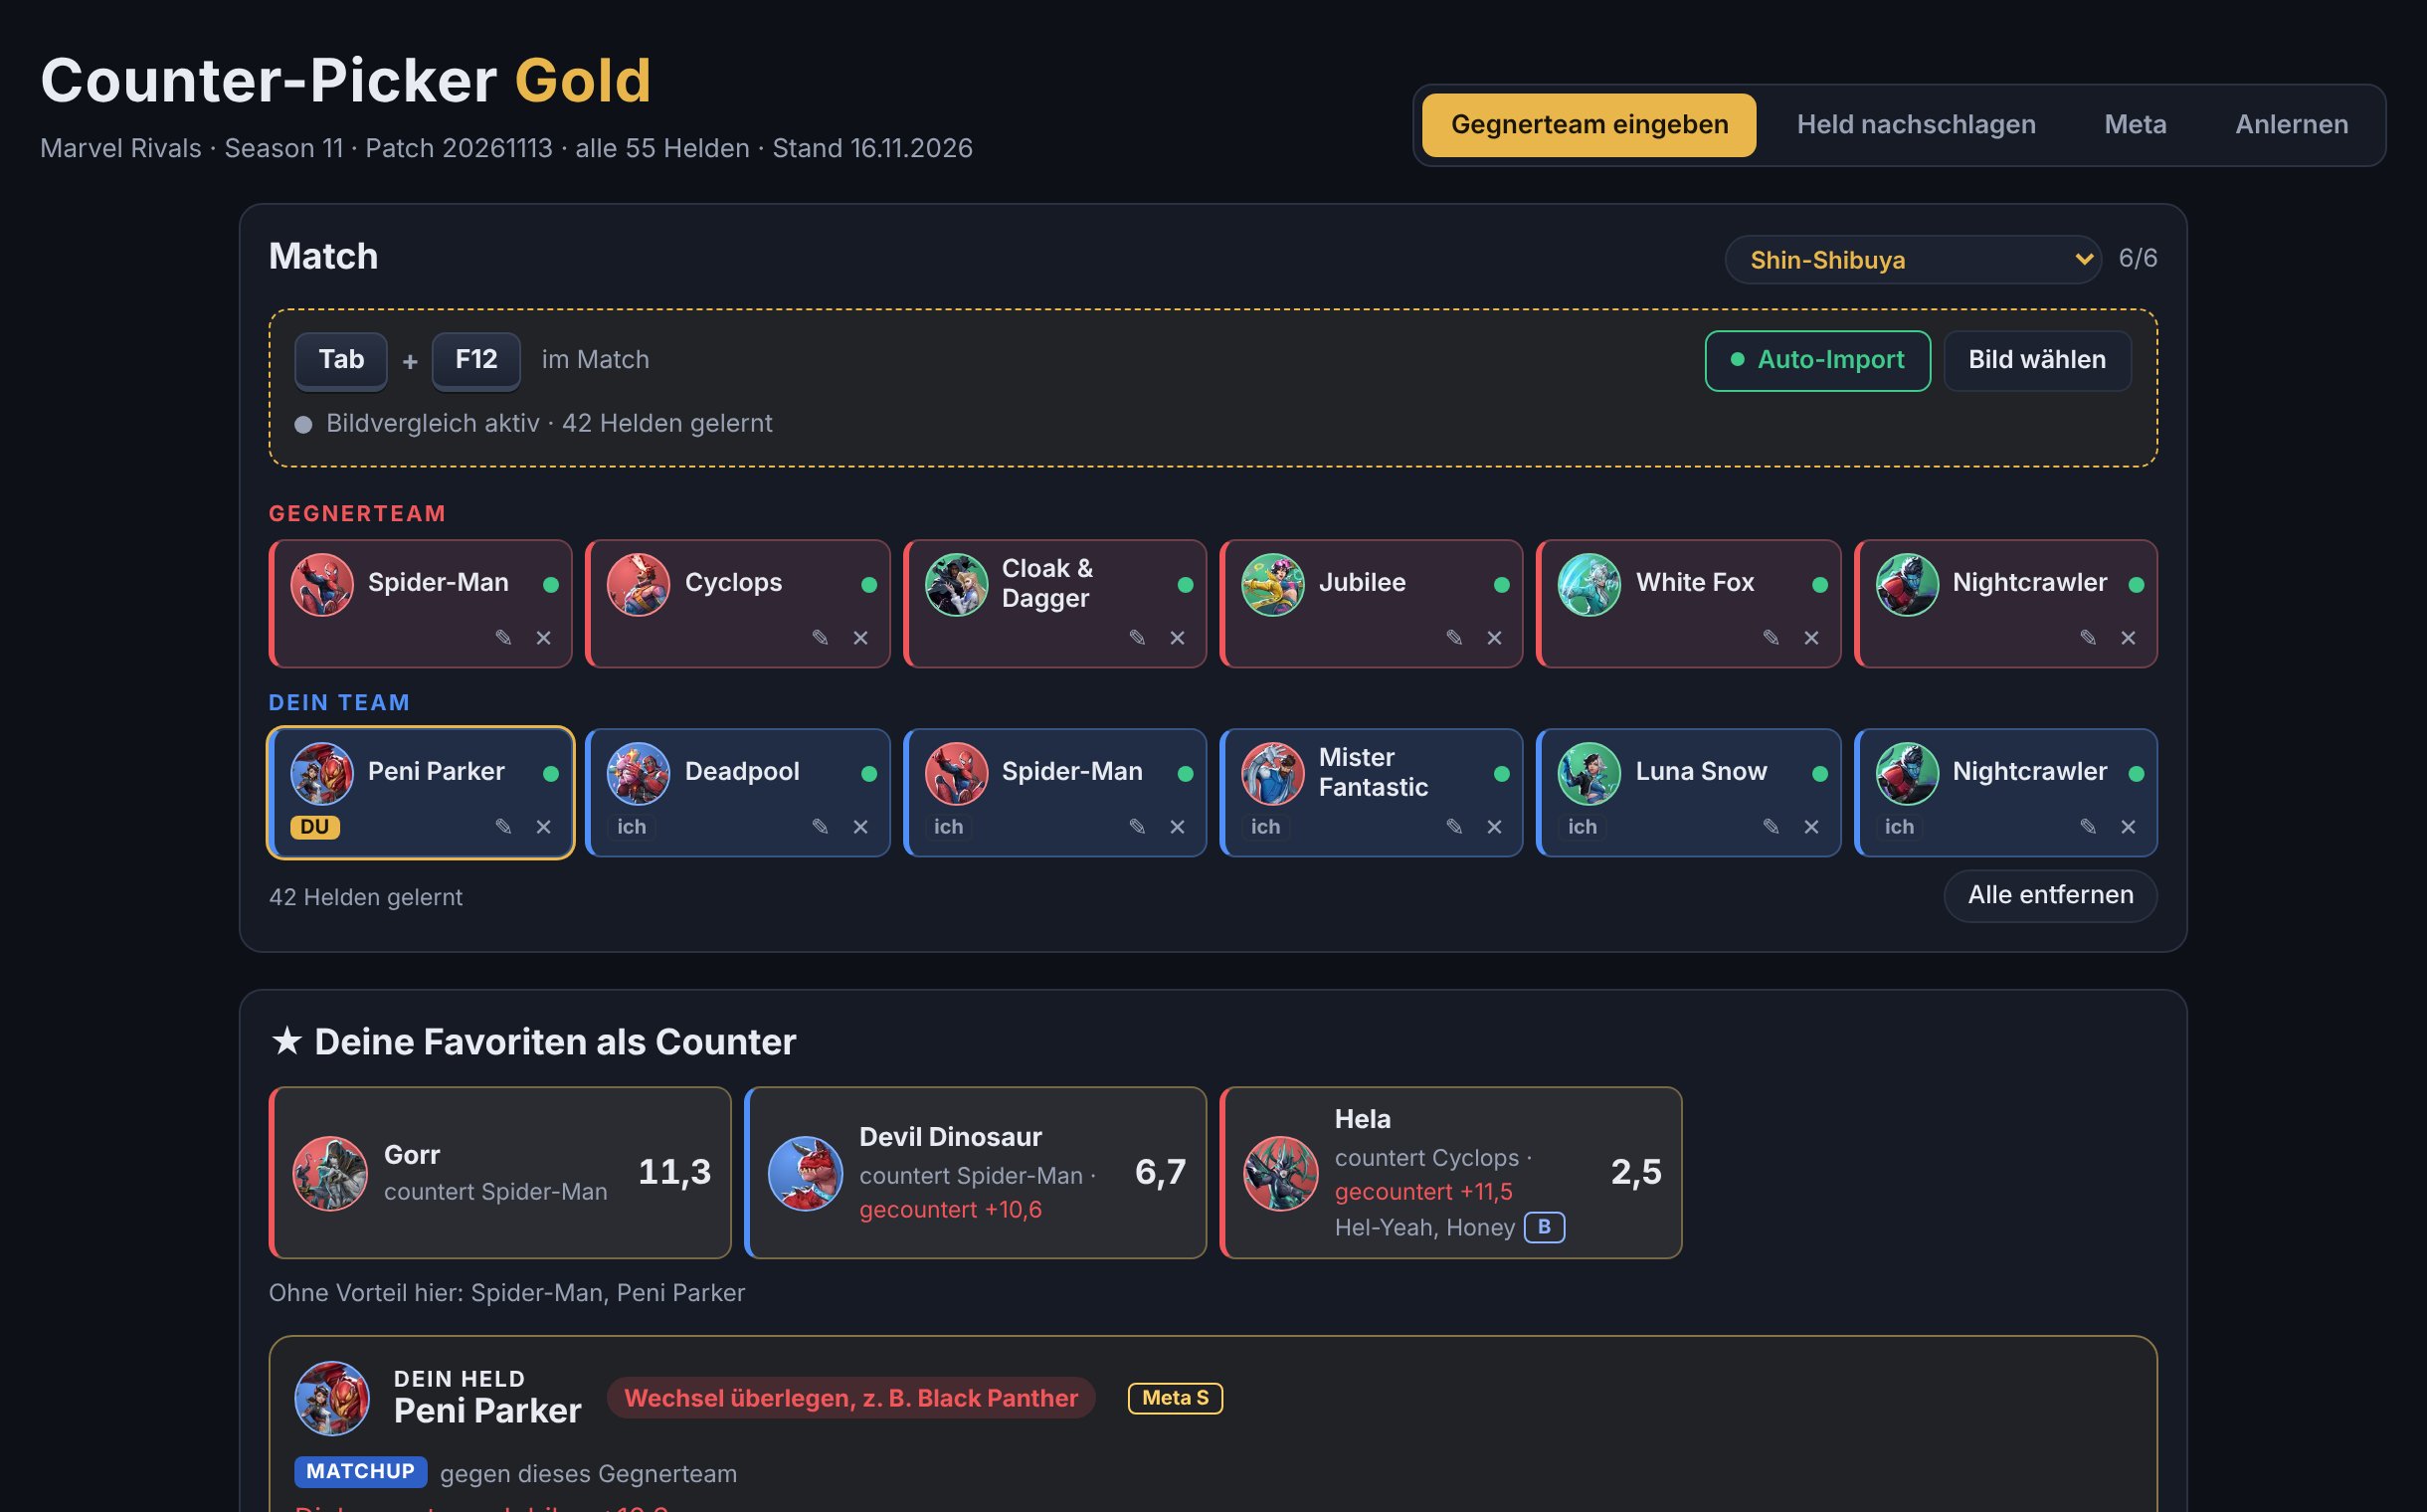 Counter-Picker Gold
Marvel Rivals · Season 11 · Patch 20261113 · alle 55 Helden · Stand 16.11.2026
Gegnerteam eingeben
Held nachschlagen
Meta
Anlernen
Match
Shin-Shibuya
6/6
Tab + F12 im Match
Auto-Import
Bild wählen
Bildvergleich aktiv · 42 Helden gelernt
GEGNERTEAM
Spider-Man
Cyclops
Cloak &
Dagger
Jubilee
White Fox
Nightcrawler
DEIN TEAM
Peni Parker
DU
Deadpool
ich
Spider-Man
ich
Mister
Fantastic
ich
Luna Snow
ich
Nightcrawler
ich
42 Helden gelernt
Alle entfernen
★ Deine Favoriten als Counter
Gorr
countert Spider-Man
11,3
Devil Dinosaur
countert Spider-Man ·
gecountert +10,6
6,7
Hela
countert Cyclops ·
gecountert +11,5
Hel-Yeah, Honey B
2,5
Ohne Vorteil hier: Spider-Man, Peni Parker
DEIN HELD
Peni Parker
Wechsel überlegen, z. B. Black Panther
Meta S
MATCHUP gegen dieses Gegnerteam